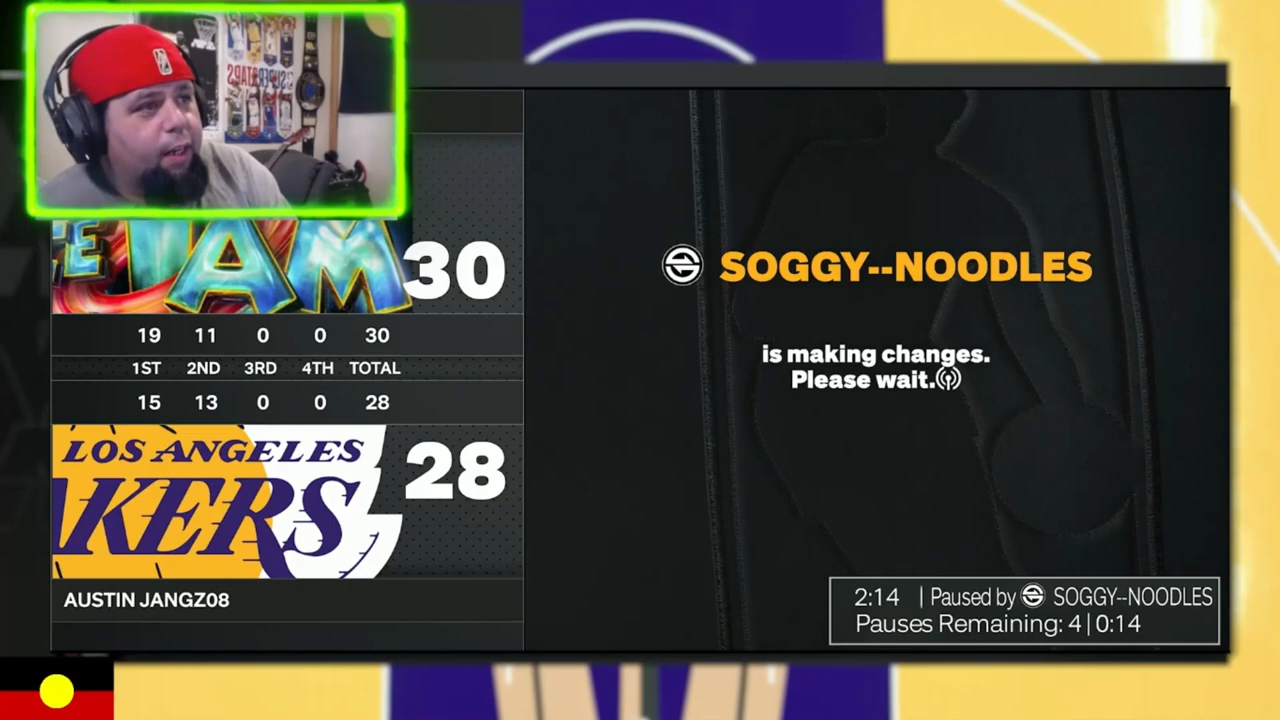 SUPERSTARS
E JAM
30
19 11 0 0 30
1ST 2ND 3RD 4TH TOTAL
15 13 0 0 28
LOS ANGELES
AKERS
28
AUSTIN JANGZ08
SOGGY--NOODLES
is making changes.
Please wait.
2:14 | Paused by SOGGY--NOODLES
Pauses Remaining: 4 | 0:14